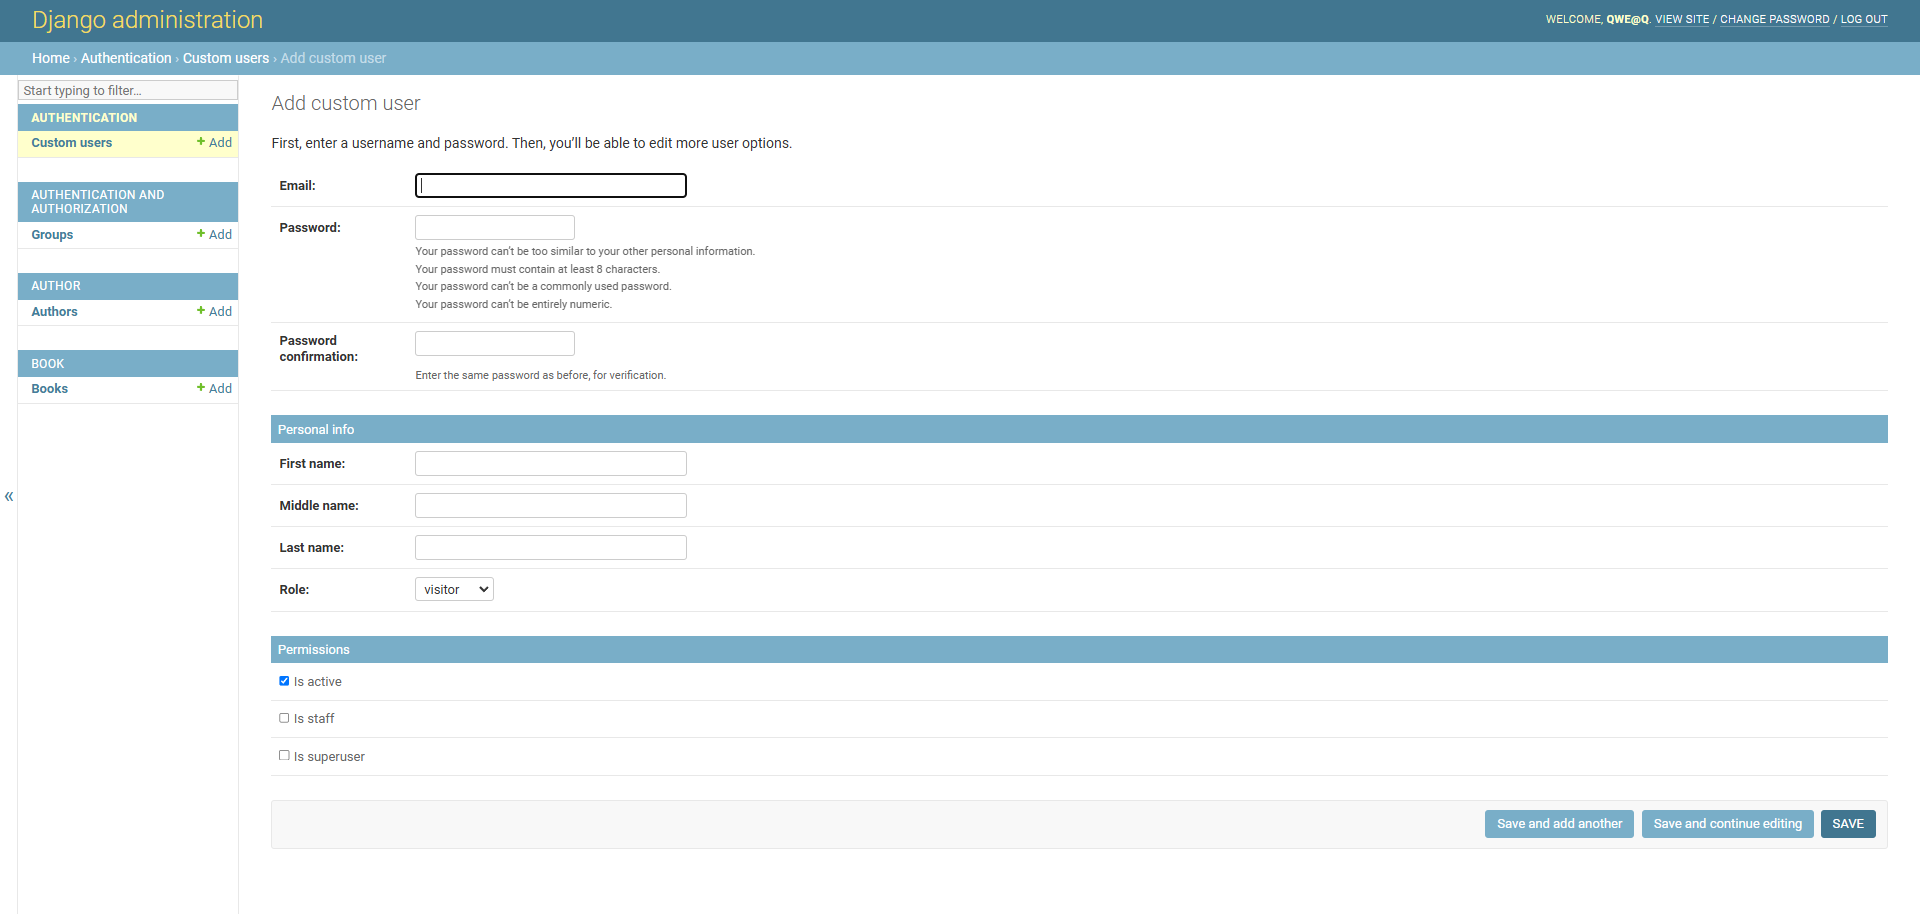 Django administration
WELCOME, QWE@Q. VIEW SITE / CHANGE PASSWORD / LOG OUT
Home › Authentication › Custom users › Add custom user
Start typing to filter...
AUTHENTICATION
Custom users + Add
AUTHENTICATION AND
AUTHORIZATION
Groups + Add
AUTHOR
Authors + Add
BOOK
Books + Add
«
Add custom user
First, enter a username and password. Then, you’ll be able to edit more user options.
Email:
Password:
Your password can’t be too similar to your other personal information.
Your password must contain at least 8 characters.
Your password can’t be a commonly used password.
Your password can’t be entirely numeric.
Password
confirmation:
Enter the same password as before, for verification.
Personal info
First name:
Middle name:
Last name:
Role: visitor
Permissions
Is active
Is staff
Is superuser
Save and add another Save and continue editing SAVE